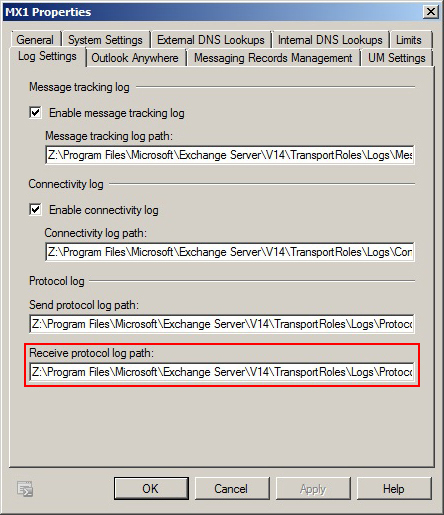 MX1 Properties
General System Settings External DNS Lookups Internal DNS Lookups Limits
Log Settings Outlook Anywhere Messaging Records Management UM Settings
Message tracking log
Enable message tracking log
Message tracking log path:
Z:\Program Files\Microsoft\Exchange Server\V14\TransportRoles\Logs\Mes
Connectivity log
Enable connectivity log
Connectivity log path:
Z:\Program Files\Microsoft\Exchange Server\V14\TransportRoles\Logs\Con
Protocol log
Send protocol log path:
Z:\Program Files\Microsoft\Exchange Server\V14\TransportRoles\Logs\Protoco
Receive protocol log path:
Z:\Program Files\Microsoft\Exchange Server\V14\TransportRoles\Logs\Protoco
OK Cancel Apply Help